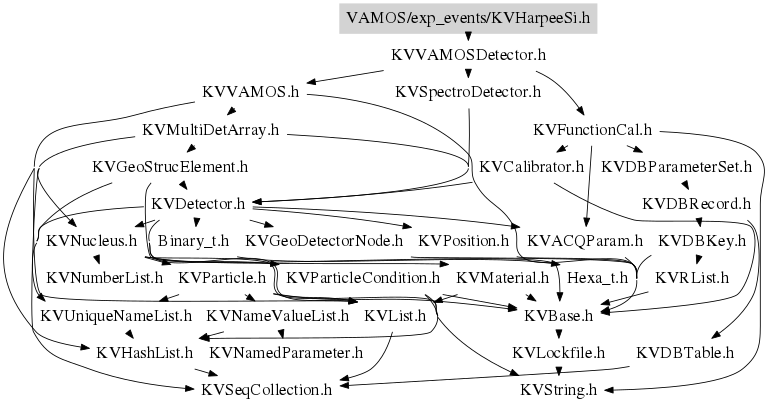 VAMOS/exp_events/KVHarpeeSi.h
KVVAMOSDetector.h
KVVAMOS.h
KVSpectroDetector.h
KVMultiDetArray.h
KVFunctionCal.h
KVGeoStrucElement.h
KVCalibrator.h
KVDBParameterSet.h
KVDetector.h
KVDBRecord.h
KVNucleus.h
Binary_t.h
KVGeoDetectorNode.h
KVPosition.h
KVACQParam.h
KVDBKey.h
KVNumberList.h
KVParticle.h
KVParticleCondition.h
KVMaterial.h
Hexa_t.h
KVRList.h
KVUniqueNameList.h
KVNameValueList.h
KVList.h
KVBase.h
KVHashList.h
KVNamedParameter.h
KVLockfile.h
KVDBTable.h
KVSeqCollection.h
KVString.h